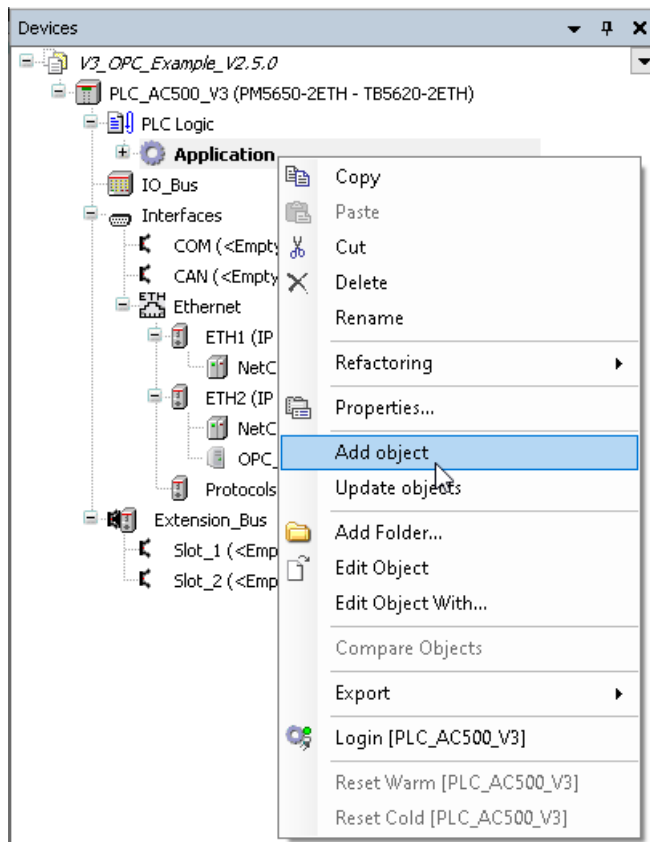 Devices
V3_OPC_Example_V2.5.0
PLC_AC500_V3 (PM5650-2ETH - TB5620-2ETH)
PLC Logic
Application
IO_Bus
Interfaces
COM (<Empty
CAN (<Empty
ETH Ethernet
ETH1 (IP
NetC
ETH2 (IP
NetC
OPC_
Protocols
Extension_Bus
Slot_1 (<Emp
Slot_2 (<Emp
Copy
Paste
Cut
Delete
Rename
Refactoring
Properties...
Add object
Update objects
Add Folder...
Edit Object
Edit Object With...
Compare Objects
Export
Login [PLC_AC500_V3]
Reset Warm [PLC_AC500_V3]
Reset Cold [PLC_AC500_V3]